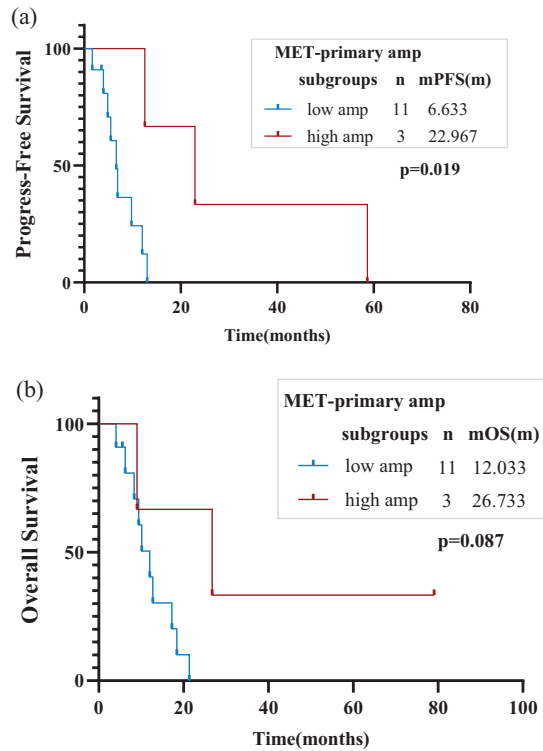 (a)
MET-primary amp
subgroups n mPFS(m)
low amp 11 6.633
high amp 3 22.967
p=0.019
Progress-Free Survival
100
50
0
0 20 40 60 80
Time(months)
(b)
MET-primary amp
subgroups n mOS(m)
low amp 11 12.033
high amp 3 26.733
p=0.087
Overall Survival
100
50
0
0 20 40 60 80 100
Time(months)